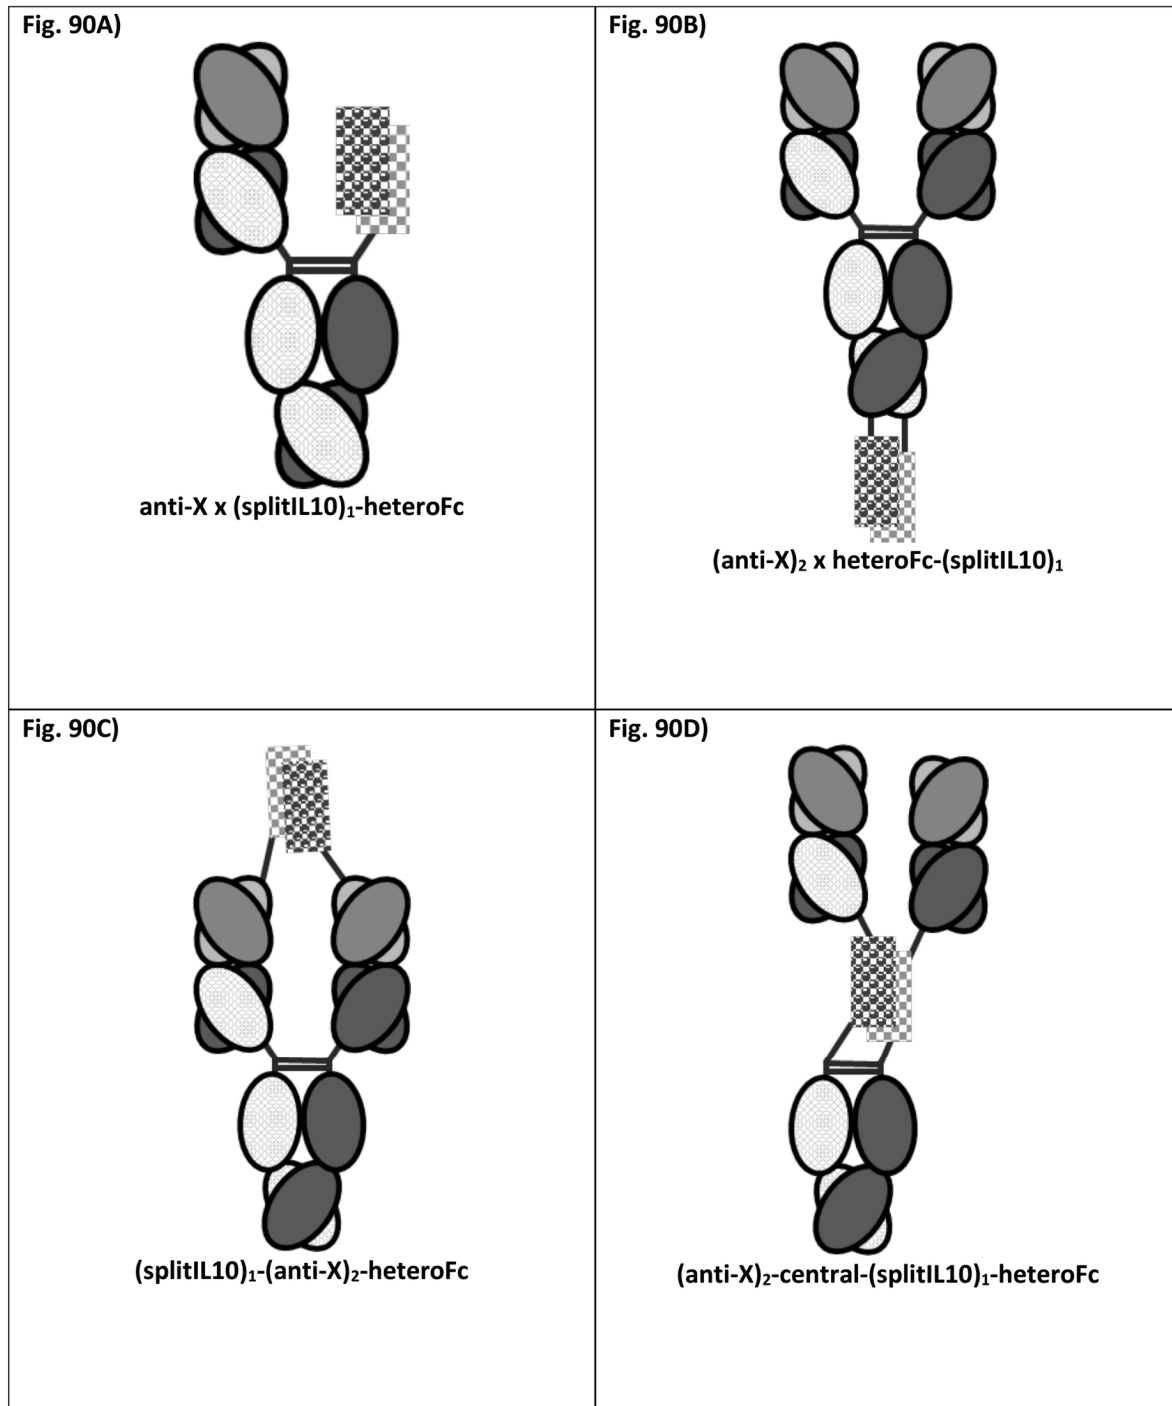 Fig. 90A)
anti-X x (splitIL10)₁-heteroFc
Fig. 90B)
(anti-X)₂ x heteroFc-(splitIL10)₁
Fig. 90C)
(splitIL10)₁-(anti-X)₂-heteroFc
Fig. 90D)
(anti-X)₂-central-(splitIL10)₁-heteroFc